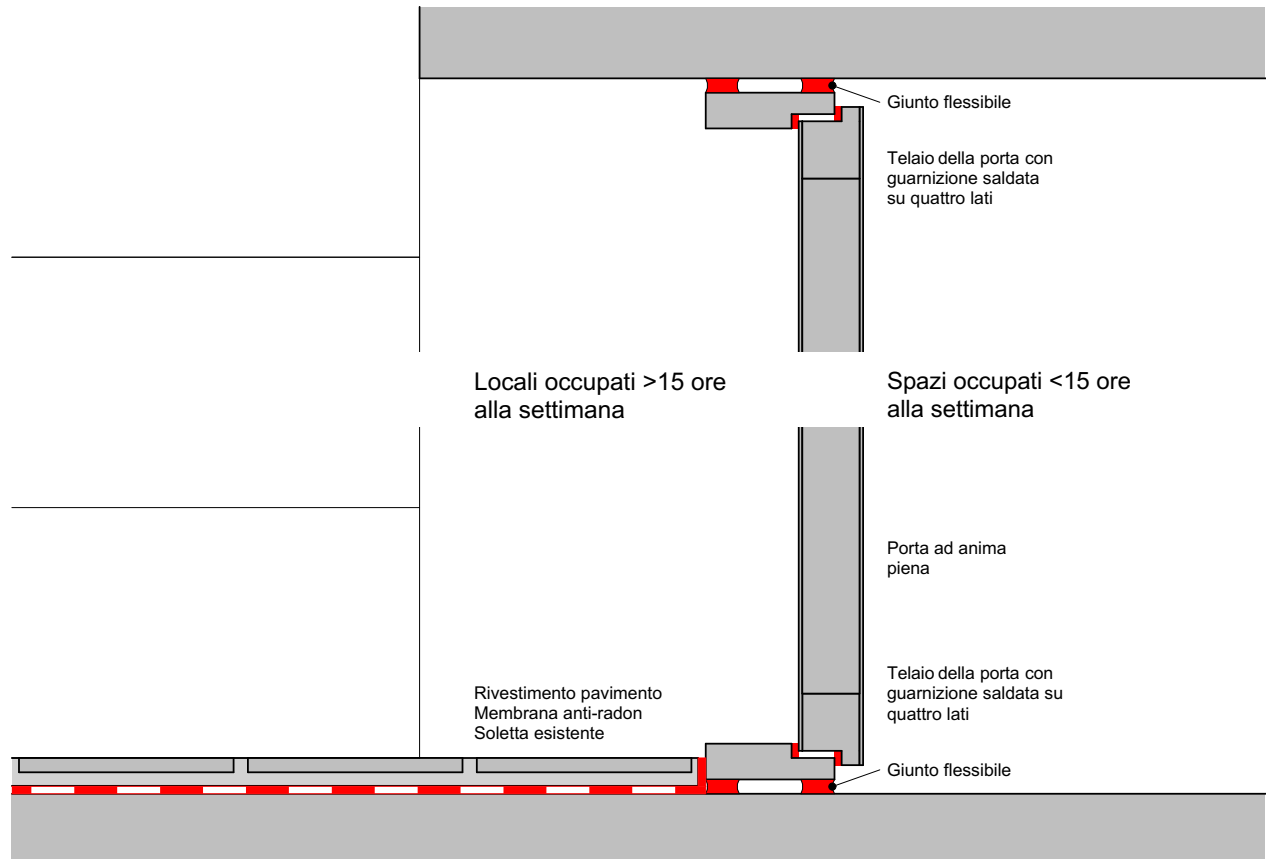 Giunto flessibile
Telaio della porta con
guarnizione saldata
su quattro lati
Locali occupati >15 ore
alla settimana
Spazi occupati <15 ore
alla settimana
Porta ad anima
piena
Rivestimento pavimento
Membrana anti-radon
Soletta esistente
Telaio della porta con
guarnizione saldata su
quattro lati
Giunto flessibile